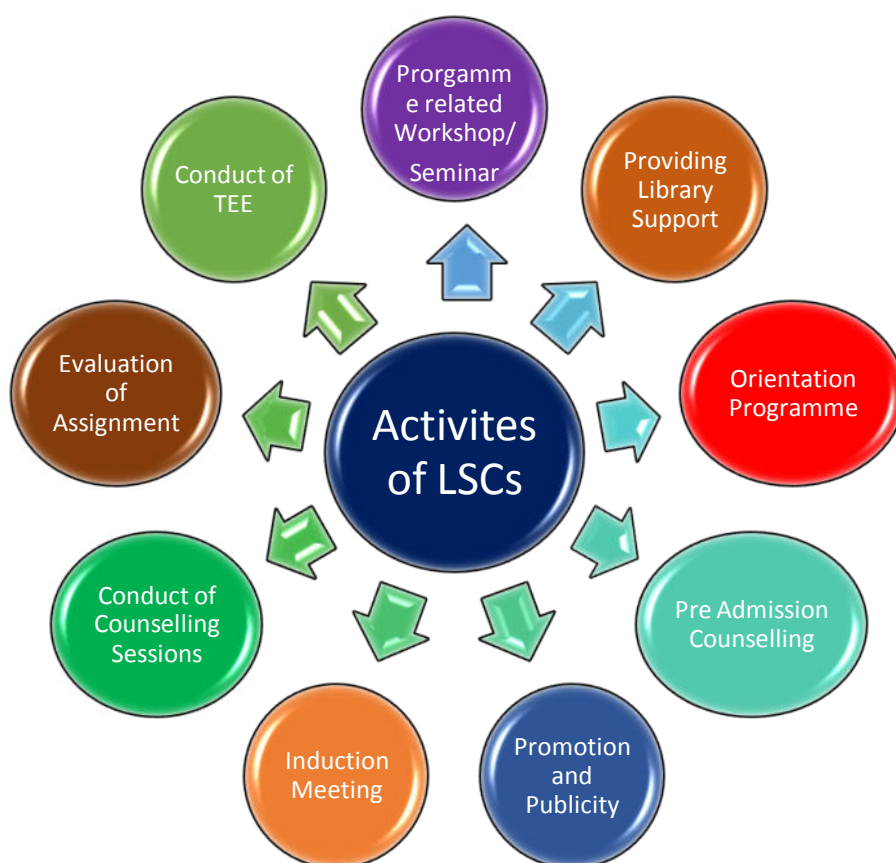 Prorgamm
e related
Workshop/
Seminar
Providing
Library
Support
Orientation
Programme
Pre Admission
Counselling
Promotion
and
Publicity
Induction
Meeting
Conduct of
Counselling
Sessions
Evaluation
of
Assignment
Conduct of
TEE
Activites
of LSCs